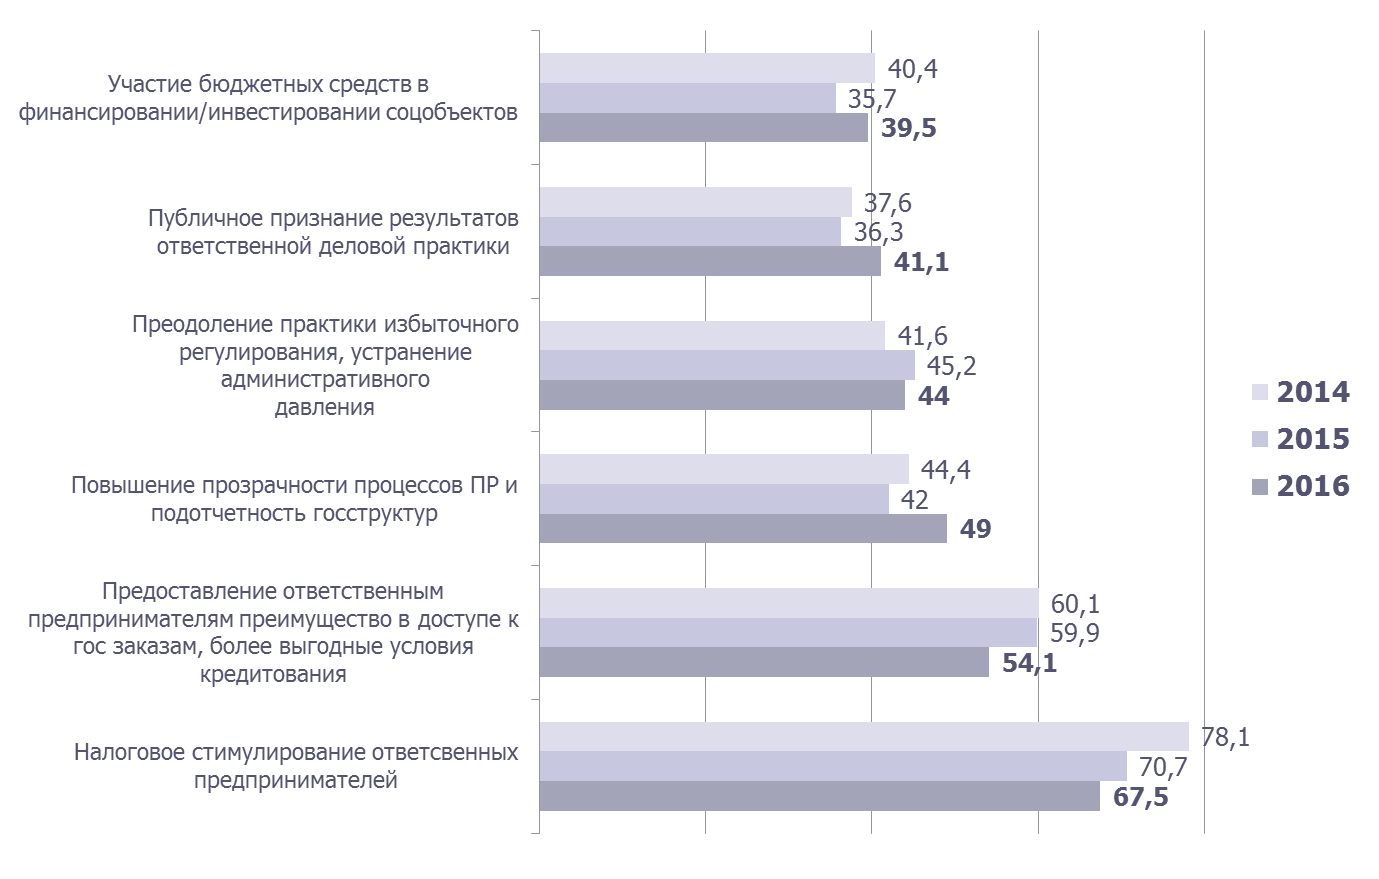 Участие бюджетных средств в
финансировании/инвестировании соцобъектов
40,4
35,7
39,5
Публичное признание результатов
ответственной деловой практики
37,6
36,3
41,1
Преодоление практики избыточного
регулирования, устранение
административного
давления
41,6
45,2
44
Повышение прозрачности процессов ПР и
подотчетность госструктур
44,4
42
49
Предоставление ответственным
предпринимателям преимущество в доступе к
гос заказам, более выгодные условия
кредитования
60,1
59,9
54,1
Налоговое стимулирование ответсвенных
предпринимателей
78,1
70,7
67,5
2014
2015
2016